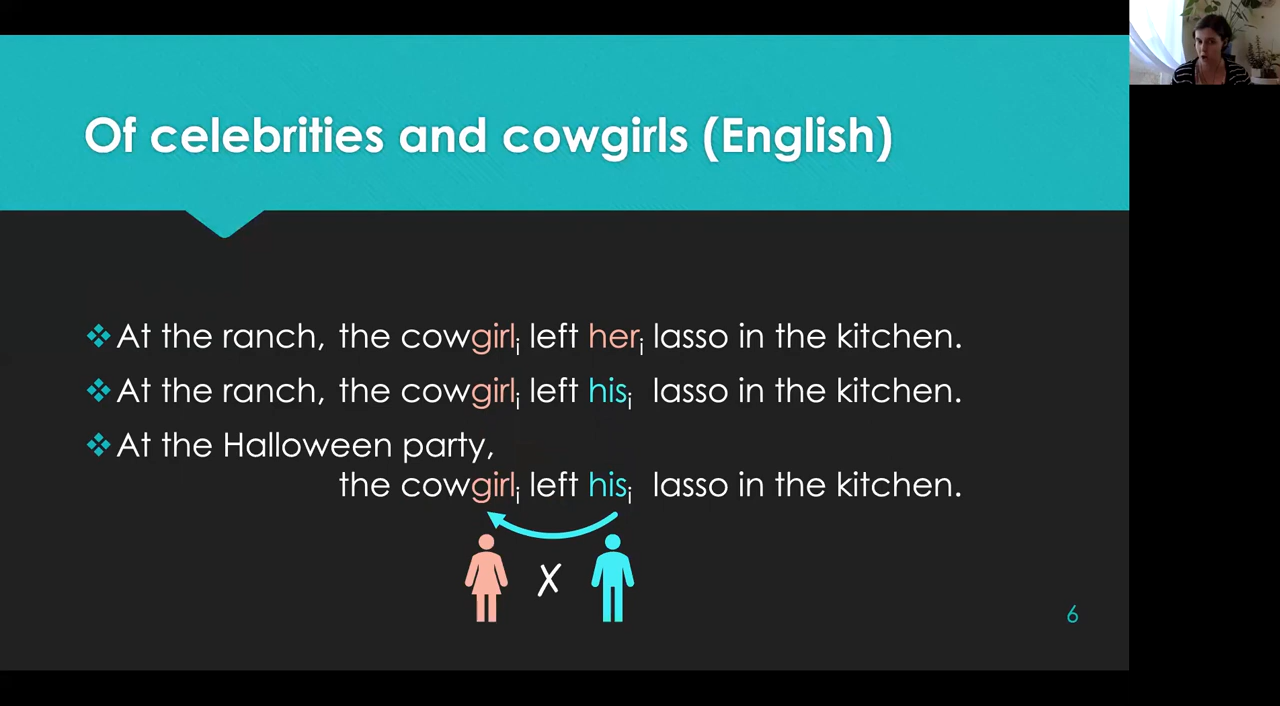 Of celebrities and cowgirls (English)
❖ At the ranch, the cowgirlᵢ left herᵢ lasso in the kitchen.
❖ At the ranch, the cowgirlᵢ left hisᵢ lasso in the kitchen.
❖ At the Halloween party,
the cowgirlᵢ left hisᵢ lasso in the kitchen.
X
6